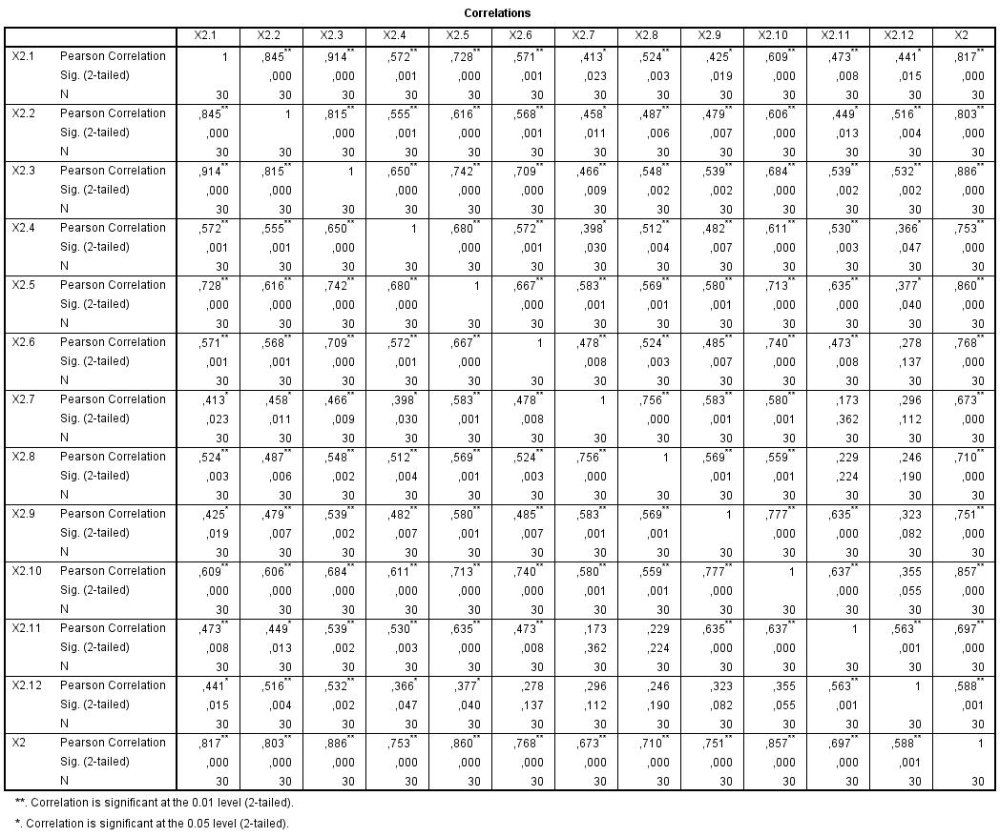 Correlations
X2.1 X2.2 X2.3 X2.4 X2.5 X2.6 X2.7 X2.8 X2.9 X2.10 X2.11 X2.12 X2
X2.1 Pearson Correlation 1 ,845** ,914** ,572** ,728** ,571** ,413* ,524** ,425* ,609** ,473** ,441* ,817**
Sig. (2-tailed) ,000 ,000 ,001 ,000 ,001 ,023 ,003 ,019 ,000 ,008 ,015 ,000
N 30 30 30 30 30 30 30 30 30 30 30 30 30
X2.2 Pearson Correlation ,845** 1 ,815** ,555** ,616** ,568** ,458* ,487** ,479** ,606** ,449* ,516** ,803**
Sig. (2-tailed) ,000 ,000 ,001 ,000 ,001 ,011 ,006 ,007 ,000 ,013 ,004 ,000
N 30 30 30 30 30 30 30 30 30 30 30 30 30
X2.3 Pearson Correlation ,914** ,815** 1 ,650** ,742** ,709** ,466** ,548** ,539** ,684** ,539** ,532** ,886**
Sig. (2-tailed) ,000 ,000 ,000 ,000 ,000 ,009 ,002 ,002 ,000 ,002 ,002 ,000
N 30 30 30 30 30 30 30 30 30 30 30 30 30
X2.4 Pearson Correlation ,572** ,555** ,650** 1 ,680** ,572** ,398* ,512** ,482** ,611** ,530** ,366* ,753**
Sig. (2-tailed) ,001 ,001 ,000 ,000 ,001 ,030 ,004 ,007 ,000 ,003 ,047 ,000
N 30 30 30 30 30 30 30 30 30 30 30 30 30
X2.5 Pearson Correlation ,728** ,616** ,742** ,680** 1 ,667** ,583** ,569** ,580** ,713** ,635** ,377* ,860**
Sig. (2-tailed) ,000 ,000 ,000 ,000 ,000 ,001 ,001 ,001 ,000 ,000 ,040 ,000
N 30 30 30 30 30 30 30 30 30 30 30 30 30
X2.6 Pearson Correlation ,571** ,568** ,709** ,572** ,667** 1 ,478** ,524** ,485** ,740** ,473** ,278 ,768**
Sig. (2-tailed) ,001 ,001 ,000 ,001 ,000 ,008 ,003 ,007 ,000 ,008 ,137 ,000
N 30 30 30 30 30 30 30 30 30 30 30 30 30
X2.7 Pearson Correlation ,413* ,458* ,466** ,398* ,583** ,478** 1 ,756** ,583** ,580** ,173 ,296 ,673**
Sig. (2-tailed) ,023 ,011 ,009 ,030 ,001 ,008 ,000 ,001 ,001 ,362 ,112 ,000
N 30 30 30 30 30 30 30 30 30 30 30 30 30
X2.8 Pearson Correlation ,524** ,487** ,548** ,512** ,569** ,524** ,756** 1 ,569** ,559** ,229 ,246 ,710**
Sig. (2-tailed) ,003 ,006 ,002 ,004 ,001 ,003 ,000 ,001 ,001 ,224 ,190 ,000
N 30 30 30 30 30 30 30 30 30 30 30 30 30
X2.9 Pearson Correlation ,425* ,479** ,539** ,482** ,580** ,485** ,583** ,569** 1 ,777** ,635** ,323 ,751**
Sig. (2-tailed) ,019 ,007 ,002 ,007 ,001 ,007 ,001 ,001 ,000 ,000 ,082 ,000
N 30 30 30 30 30 30 30 30 30 30 30 30 30
X2.10 Pearson Correlation ,609** ,606** ,684** ,611** ,713** ,740** ,580** ,559** ,777** 1 ,637** ,355 ,857**
Sig. (2-tailed) ,000 ,000 ,000 ,000 ,000 ,000 ,001 ,001 ,000 ,000 ,055 ,000
N 30 30 30 30 30 30 30 30 30 30 30 30 30
X2.11 Pearson Correlation ,473** ,449* ,539** ,530** ,635** ,473** ,173 ,229 ,635** ,637** 1 ,563** ,697**
Sig. (2-tailed) ,008 ,013 ,002 ,003 ,000 ,008 ,362 ,224 ,000 ,000 ,001 ,000
N 30 30 30 30 30 30 30 30 30 30 30 30 30
X2.12 Pearson Correlation ,441* ,516** ,532** ,366* ,377* ,278 ,296 ,246 ,323 ,355 ,563** 1 ,588**
Sig. (2-tailed) ,015 ,004 ,002 ,047 ,040 ,137 ,112 ,190 ,082 ,055 ,001 ,001
N 30 30 30 30 30 30 30 30 30 30 30 30 30
X2 Pearson Correlation ,817** ,803** ,886** ,753** ,860** ,768** ,673** ,710** ,751** ,857** ,697** ,588** 1
Sig. (2-tailed) ,000 ,000 ,000 ,000 ,000 ,000 ,000 ,000 ,000 ,000 ,000 ,001
N 30 30 30 30 30 30 30 30 30 30 30 30 30
**. Correlation is significant at the 0.01 level (2-tailed).
*. Correlation is significant at the 0.05 level (2-tailed).